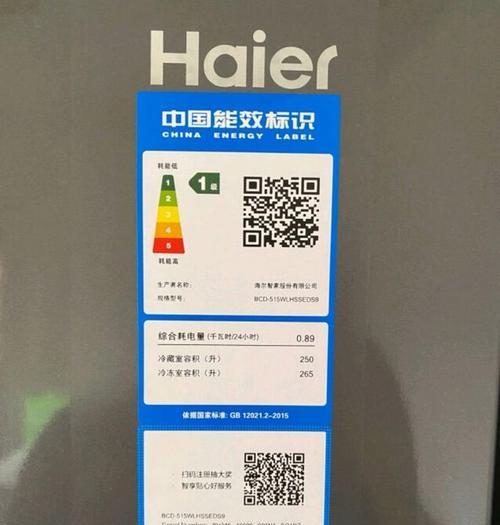 Haier
中国能效标识
CHINA ENERGY LABEL
耗能低
1
2
3
4
5
耗能高
1级
生产者名称: 海尔智家股份有限公司
规格型号: BCD-515WLHSSEDS9
综合耗电量(千瓦时/24小时) 0.89
冷藏室容积(升) 250
冷冻室容积(升) 265
依据国家标准: GB 12021.2-2015
· 扫码注册抽大奖
· 智享贴心好服务
BCD-515WLHSSEDS9